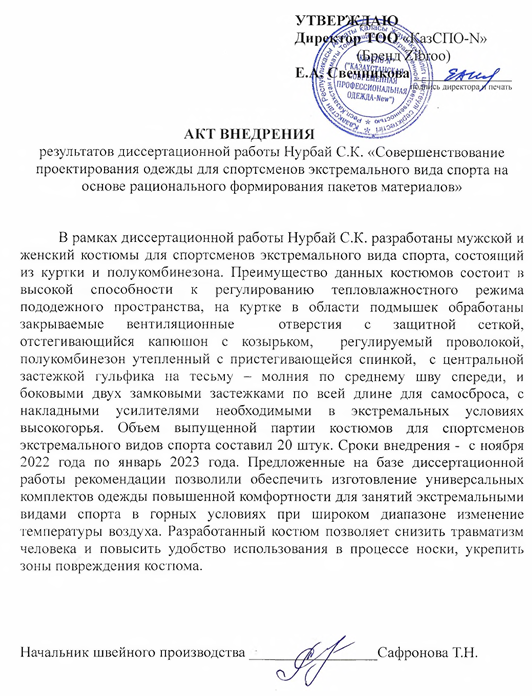 УТВЕРЖДАЮ
Директор ТОО «КазСПО-N»
(Бренд Zibroo)
Е.А. Свечникова
подпись директора и печать
("КАЗАХСТАНСКАЯ
СОВРЕМЕННАЯ
ПРОФЕССИОНАЛЬНАЯ
ОДЕЖДА-New")
АКТ ВНЕДРЕНИЯ
результатов диссертационной работы Нурбай С.К. «Совершенствование
проектирования одежды для спортсменов экстремального вида спорта на
основе рационального формирования пакетов материалов»
В рамках диссертационной работы Нурбай С.К. разработаны мужской и
женский костюмы для спортсменов экстремального вида спорта, состоящий
из куртки и полукомбинезона. Преимущество данных костюмов состоит в
высокой способности к регулированию тепловлажностного режима
пододежного пространства, на куртке в области подмышек обработаны
закрываемые вентиляционные отверстия с защитной сеткой,
отстегивающийся капюшон с козырьком, регулируемый проволокой,
полукомбинезон утепленный с пристегивающейся спинкой, с центральной
застежкой гульфика на тесьму – молния по среднему шву спереди, и
боковыми двух замковыми застежками по всей длине для самосброса, с
накладными усилителями необходимыми в экстремальных условиях
высокогорья. Объем выпущенной партии костюмов для спортсменов
экстремального видов спорта составил 20 штук. Сроки внедрения - с ноября
2022 года по январь 2023 года. Предложенные на базе диссертационной
работы рекомендации позволили обеспечить изготовление универсальных
комплектов одежды повышенной комфортности для занятий экстремальными
видами спорта в горных условиях при широком диапазоне изменение
температуры воздуха. Разработанный костюм позволяет снизить травматизм
человека и повысить удобство использования в процессе носки, укрепить
зоны повреждения костюма.
Начальник швейного производства Сафронова Т.Н.